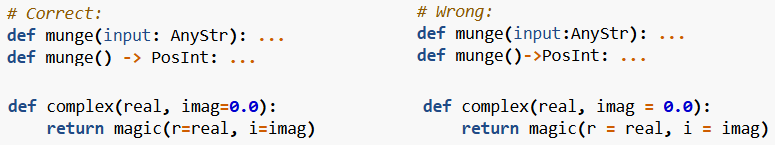 # Correct:
def munge(input: AnyStr): ...
def munge() -> PosInt: ...
def complex(real, imag=0.0):
    return magic(r=real, i=imag)
# Wrong:
def munge(input:AnyStr): ...
def munge()->PosInt: ...
def complex(real, imag = 0.0):
    return magic(r = real, i = imag)